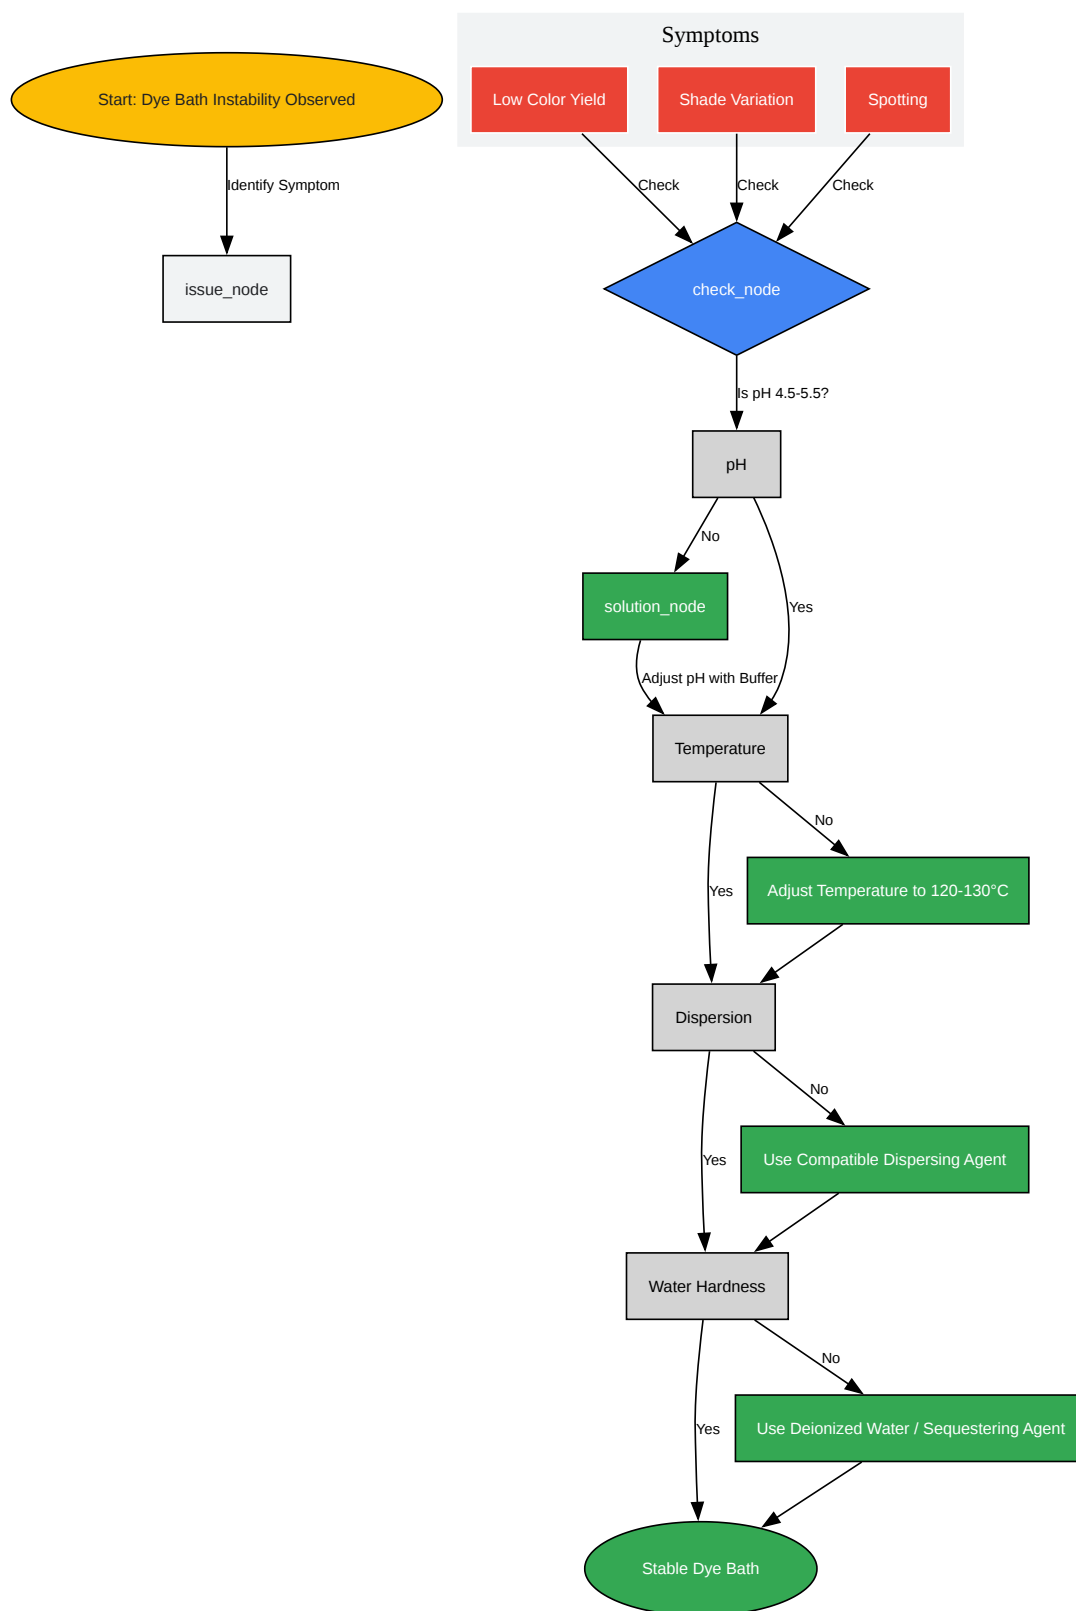 Symptoms
Start: Dye Bath Instability Observed
Low Color Yield
Shade Variation
Spotting
Identify Symptom
Check
Check
Check
issue_node
check_node
Is pH 4.5-5.5?
pH
No
solution_node
Yes
Adjust pH with Buffer
Temperature
No
Yes
Adjust Temperature to 120-130°C
Dispersion
No
Yes
Use Compatible Dispersing Agent
Water Hardness
No
Yes
Use Deionized Water / Sequestering Agent
Stable Dye Bath